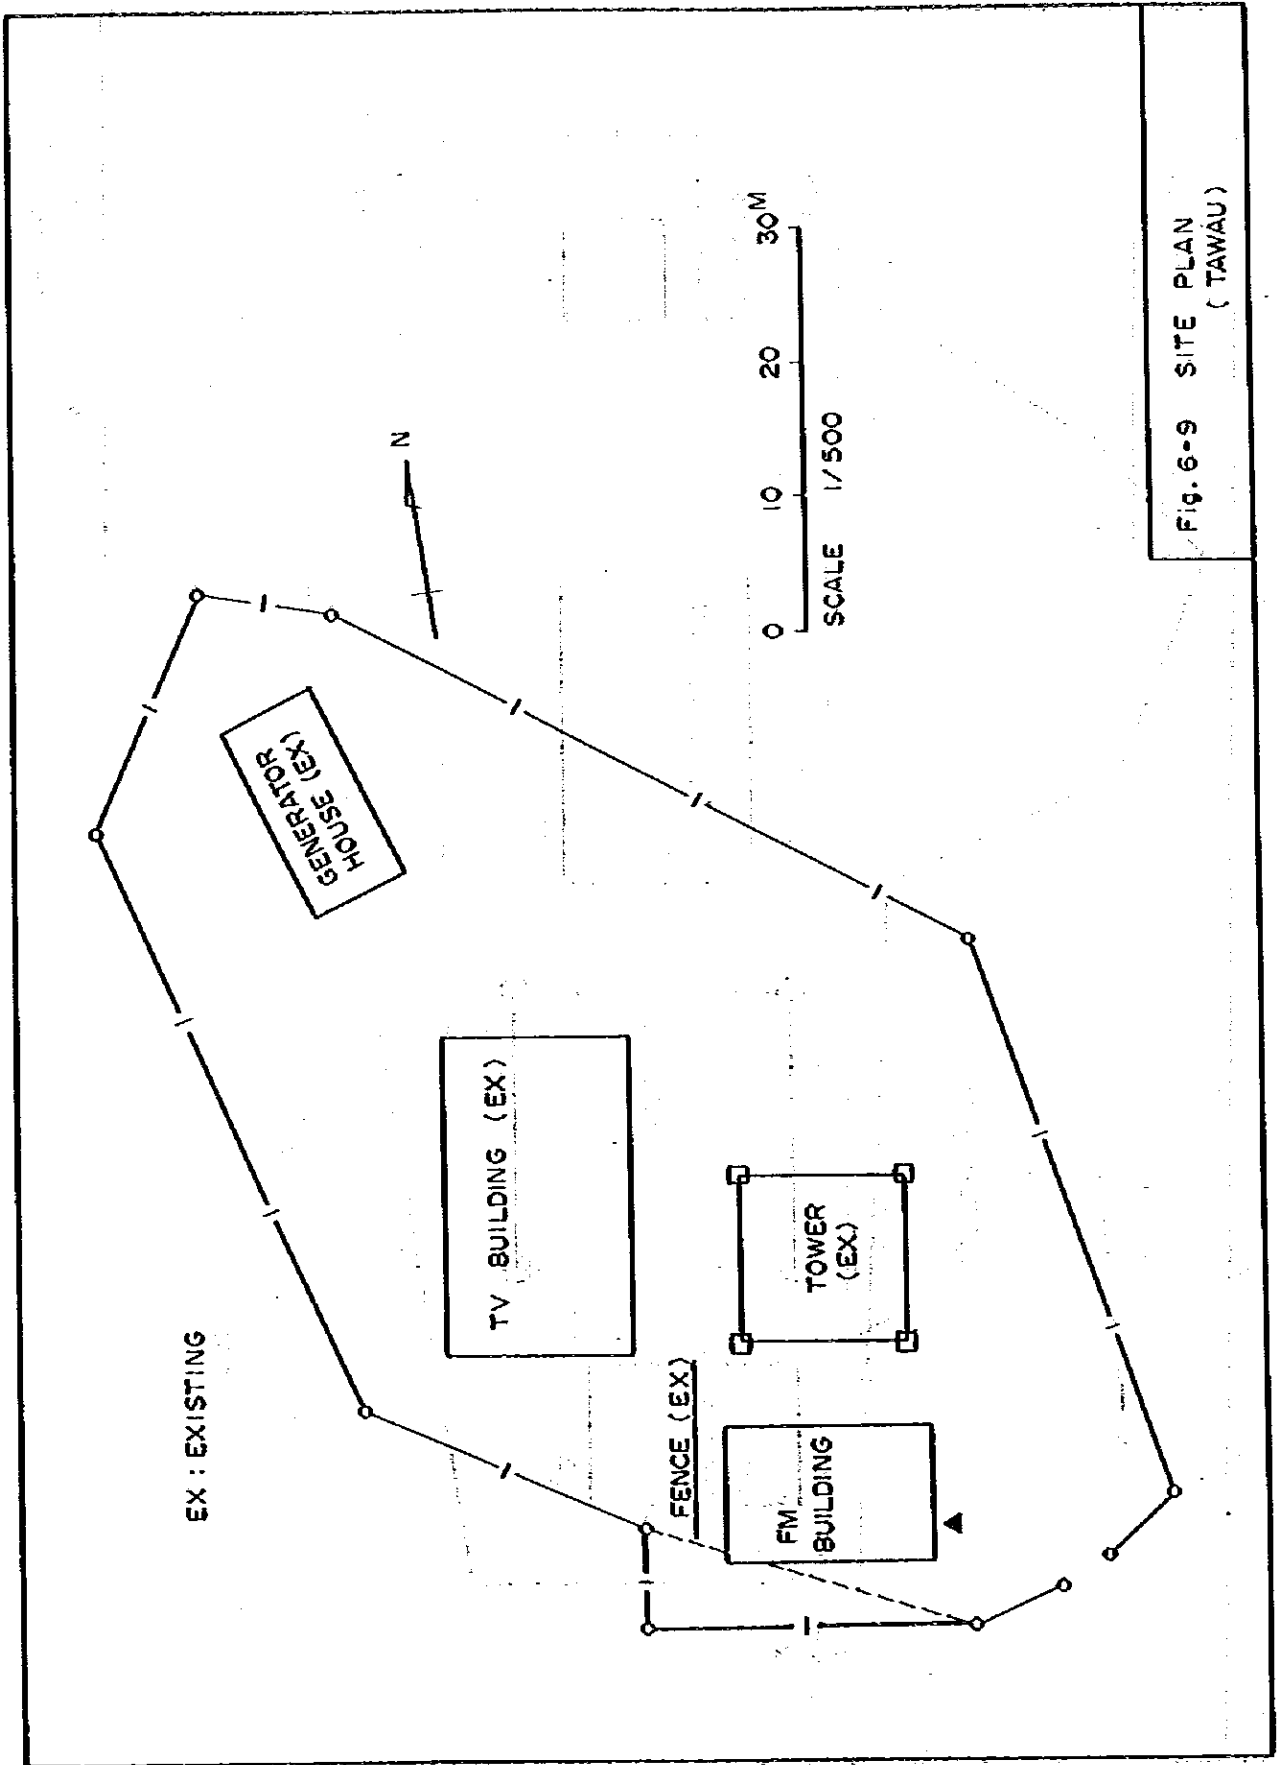 EX : EXISTING
GENERATOR
HOUSE (EX)
N
TV BUILDING (EX)
FENCE (EX)
TOWER
(EX.)
FM
BUILDING
0 10 20 30M
SCALE 1/500
Fig. 6-9 SITE PLAN
(TAWAU)